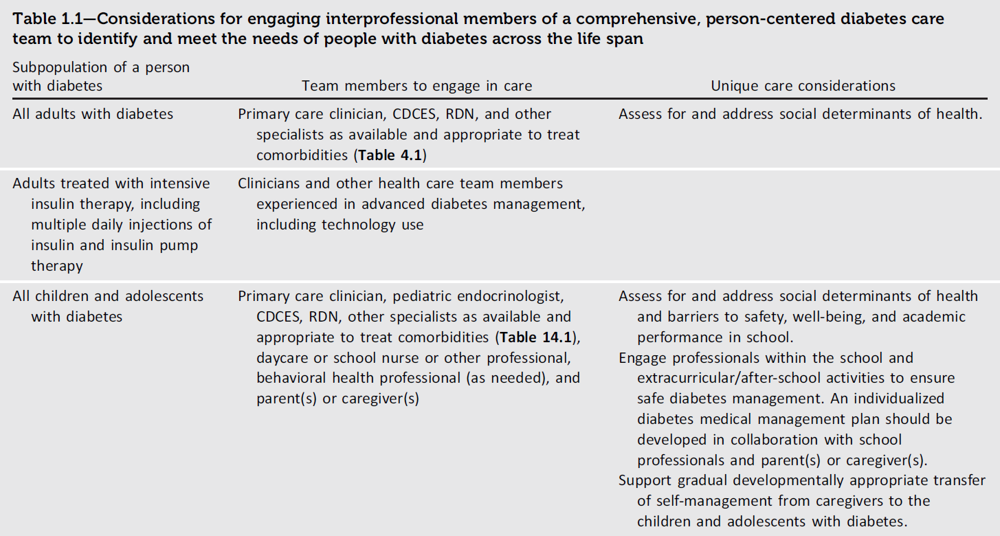 Table 1.1—Considerations for engaging interprofessional members of a comprehensive, person-centered diabetes care
team to identify and meet the needs of people with diabetes across the life span
Subpopulation of a person
with diabetes
Team members to engage in care
Unique care considerations
All adults with diabetes
Primary care clinician, CDCES, RDN, and other
specialists as available and appropriate to treat
comorbidities (Table 4.1)
Assess for and address social determinants of health.
Adults treated with intensive
insulin therapy, including
multiple daily injections of
insulin and insulin pump
therapy
Clinicians and other health care team members
experienced in advanced diabetes management,
including technology use
All children and adolescents
with diabetes
Primary care clinician, pediatric endocrinologist,
CDCES, RDN, other specialists as available and
appropriate to treat comorbidities (Table 14.1),
daycare or school nurse or other professional,
behavioral health professional (as needed), and
parent(s) or caregiver(s)
Assess for and address social determinants of health
and barriers to safety, well-being, and academic
performance in school.
Engage professionals within the school and
extracurricular/after-school activities to ensure
safe diabetes management. An individualized
diabetes medical management plan should be
developed in collaboration with school
professionals and parent(s) or caregiver(s).
Support gradual developmentally appropriate transfer
of self-management from caregivers to the
children and adolescents with diabetes.